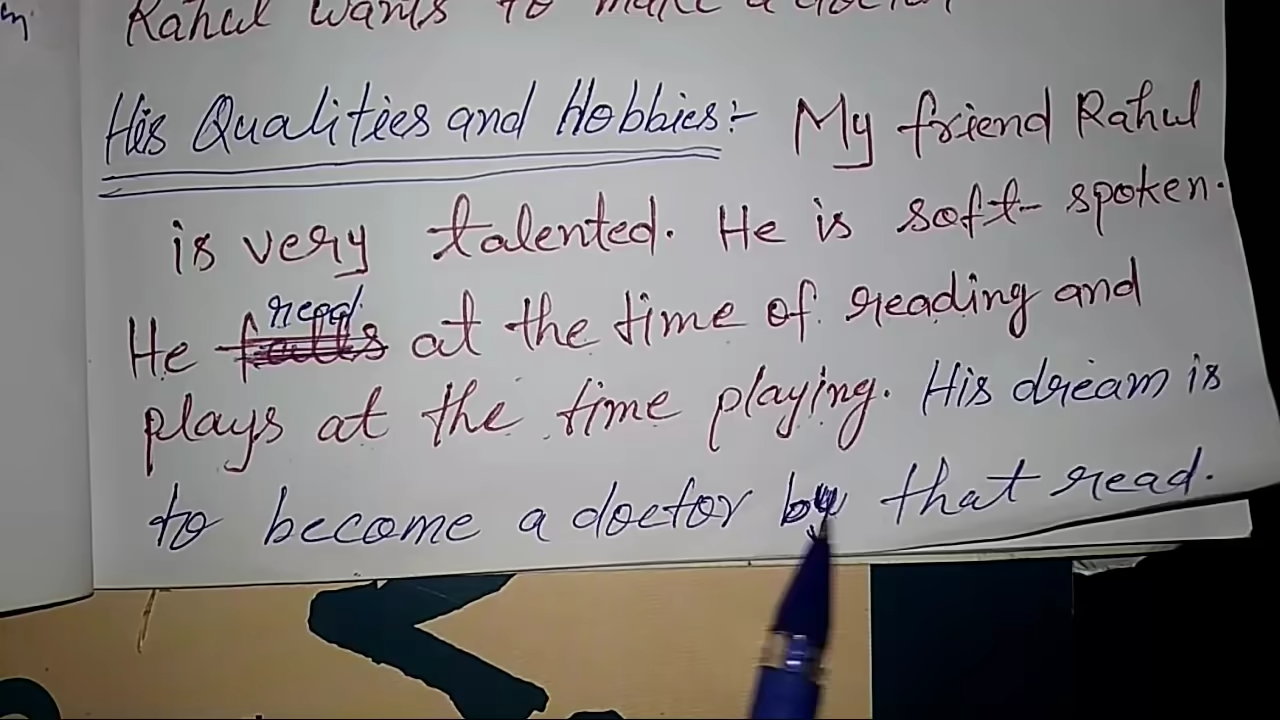 Rahul wants to make a doctor
His Qualities and Hobbies:- My friend Rahul
is very talented. He is soft-spoken.
read
He at the time of reading and
plays at the time playing. His dream is
to become a doctor by that read.